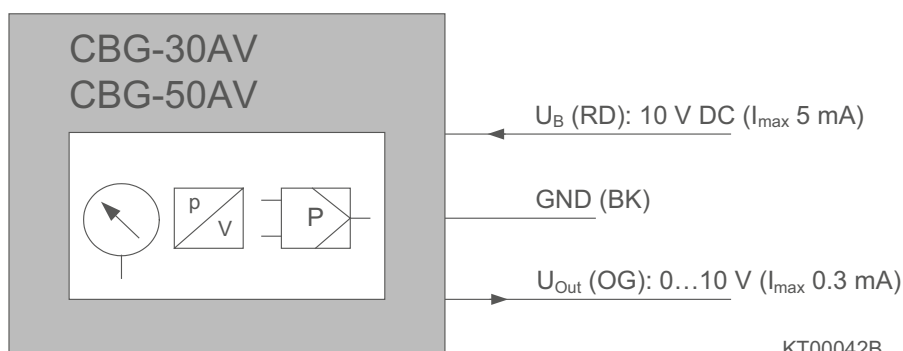 CBG-30AV
CBG-50AV
U_B (RD): 10 V DC (I_max 5 mA)
p
V
P
GND (BK)
U_Out (OG): 0…10 V (I_max 0.3 mA)
KT00042B